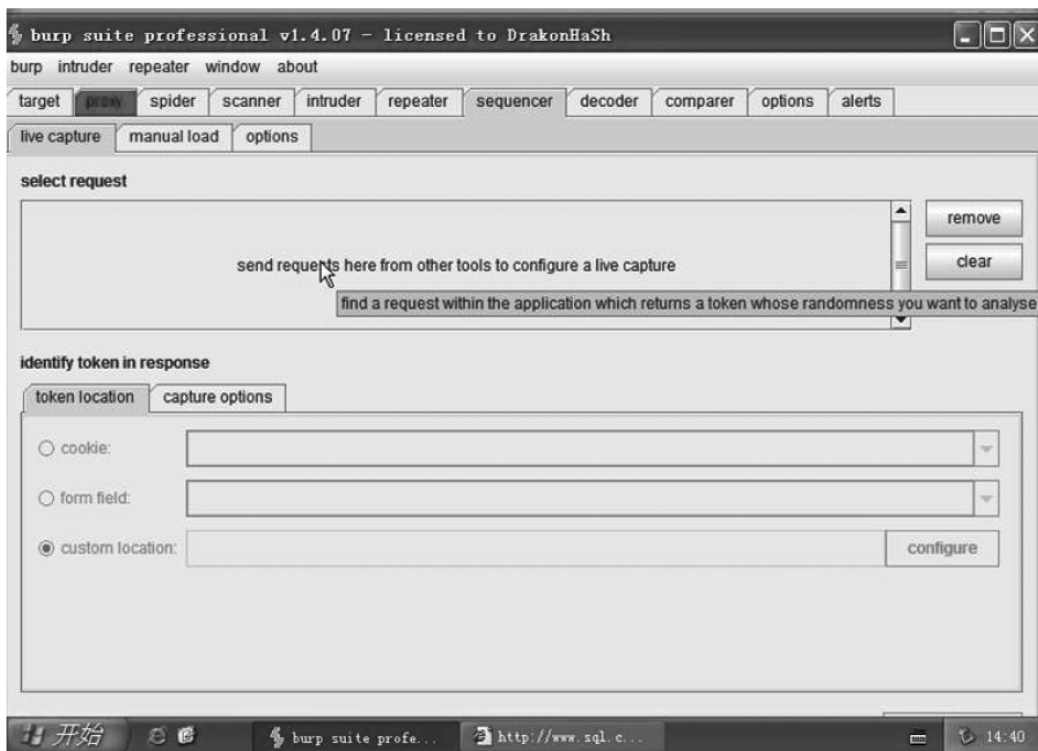 burp suite professional v1.4.07 - licensed to DrakonHaSh
burp intruder repeater window about
target proxy spider scanner intruder repeater sequencer decoder comparer options alerts
live capture manual load options
select request
remove
send requests here from other tools to configure a live capture
clear
find a request within the application which returns a token whose randomness you want to analyse
identify token in response
token location capture options
cookie:
form field:
custom location: configure
开始 burp suite profe... http://www.sql.c... 14:40